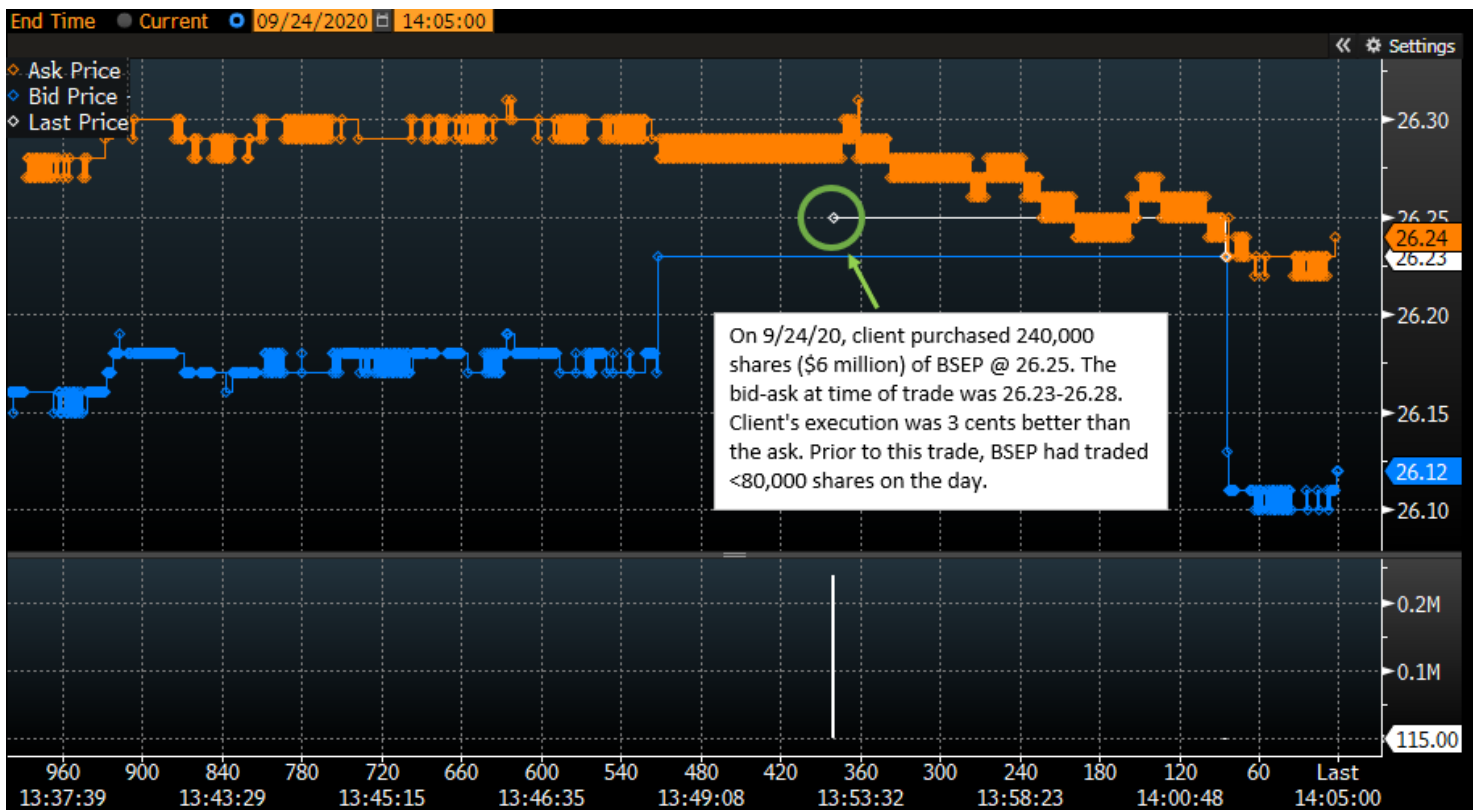 End Time Current 09/24/2020 14:05:00
« Settings
Ask Price
Bid Price
Last Price
26.30
26.25
26.24
26.23
26.20
26.15
26.12
26.10
On 9/24/20, client purchased 240,000
shares ($6 million) of BSEP @ 26.25. The
bid-ask at time of trade was 26.23-26.28.
Client's execution was 3 cents better than
the ask. Prior to this trade, BSEP had traded
<80,000 shares on the day.
0.2M
0.1M
115.00
960 900 840 780 720 660 600 540 480 420 360 300 240 180 120 60 Last
13:37:39 13:43:29 13:45:15 13:46:35 13:49:08 13:53:32 13:58:23 14:00:48 14:05:00